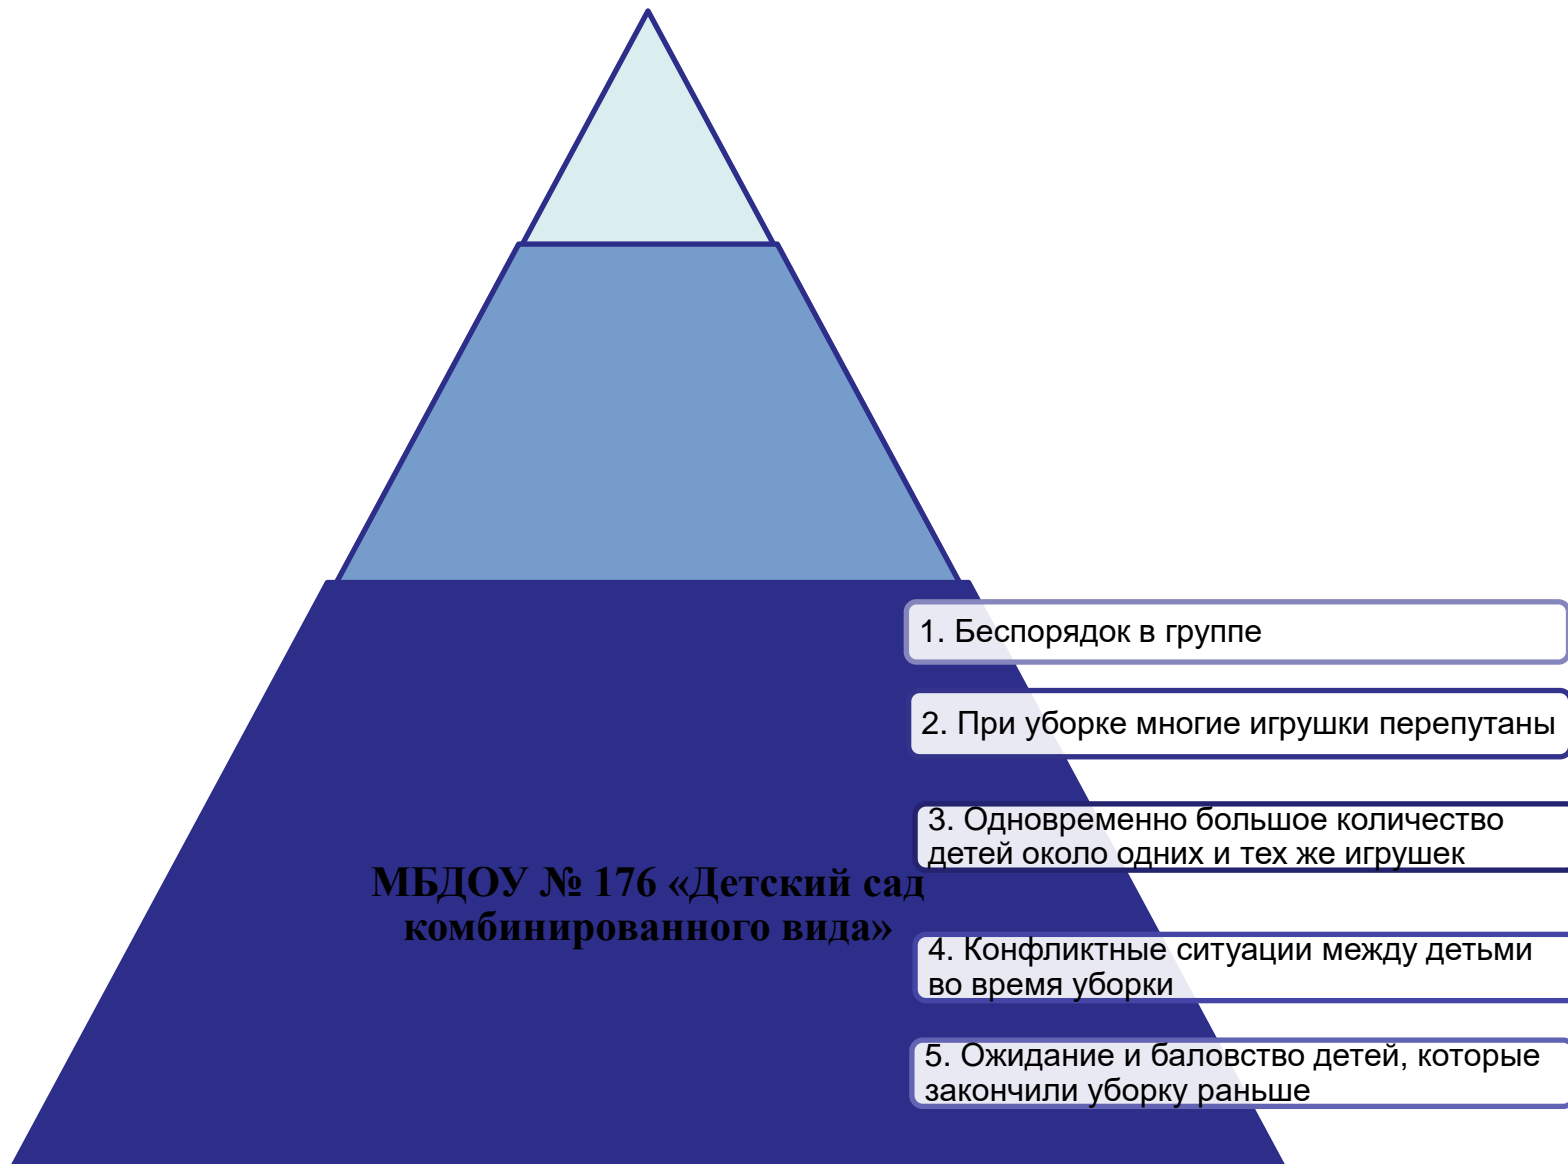 1. Беспорядок в группе
2. При уборке многие игрушки перепутаны
3. Одновременно большое количество
детей около одних и тех же игрушек
МБДОУ № 176 «Детский сад
комбинированного вида»
4. Конфликтные ситуации между детьми
во время уборки
5. Ожидание и баловство детей, которые
закончили уборку раньше